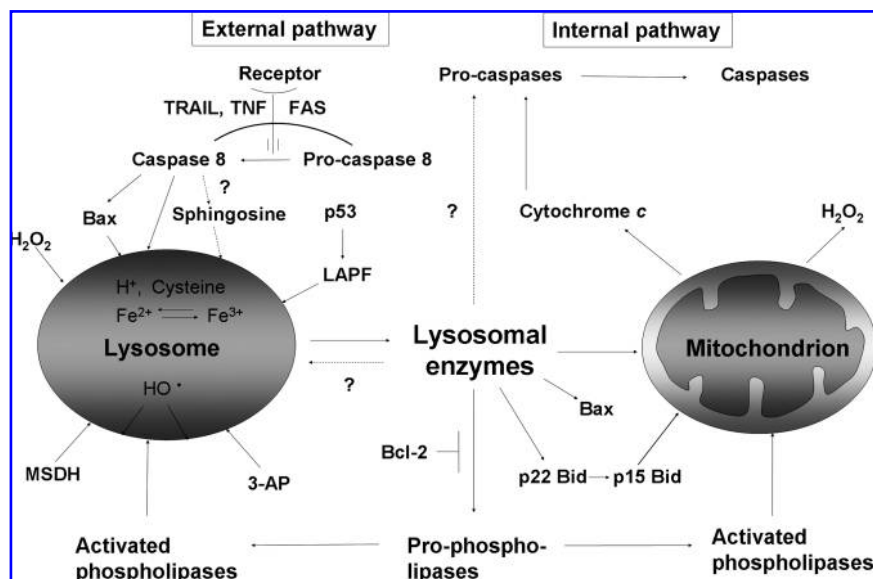 External pathway
Internal pathway
Receptor
Pro-caspases
Caspases
TRAIL, TNF FAS
Caspase 8
Pro-caspase 8
?
Bax
Sphingosine
p53
?
Cytochrome c
H₂O₂
H₂O₂
LAPF
H⁺, Cysteine
Fe²⁺ Fe³⁺
Lysosome
Lysosomal
enzymes
Mitochondrion
?
HO •
Bax
Bcl-2
MSDH
3-AP
p22 Bid
p15 Bid
Activated
phospholipases
Pro-phospho-
lipases
Activated
phospholipases